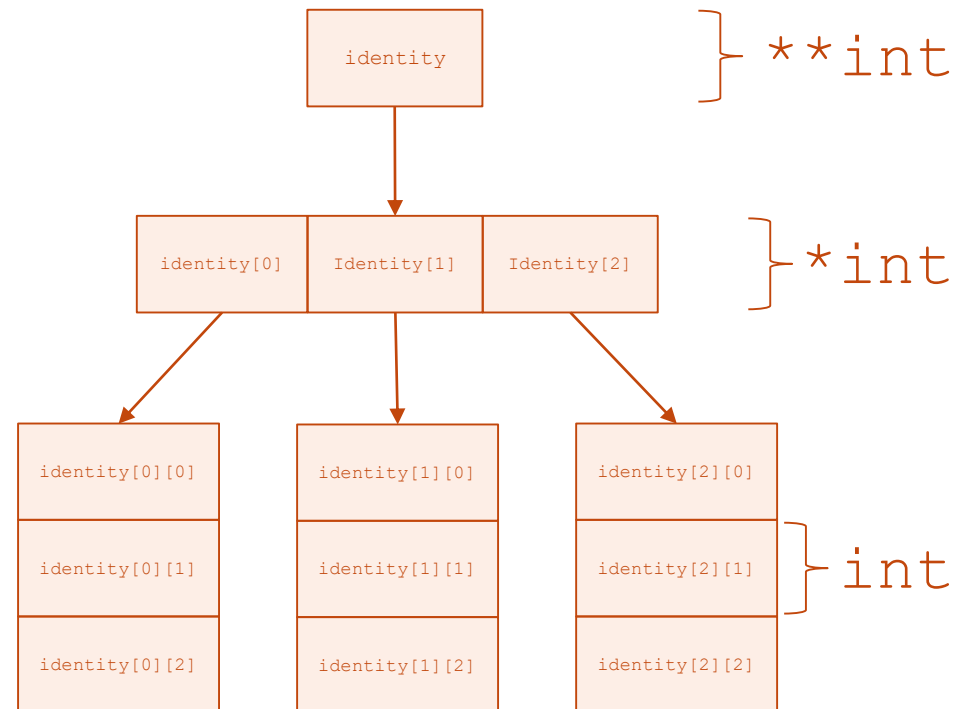 identity
**int
identity[0]
Identity[1]
Identity[2]
*int
identity[0][0]
identity[1][0]
identity[2][0]
identity[0][1]
identity[1][1]
identity[2][1]
int
identity[0][2]
identity[1][2]
identity[2][2]